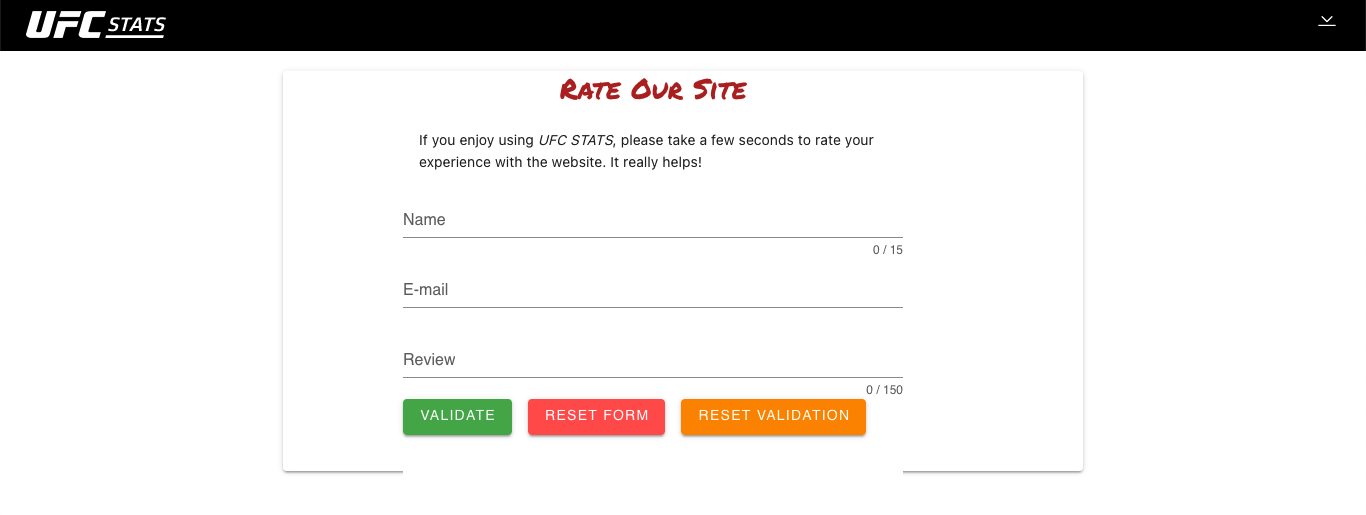 UFC STATS
Rate Our Site
If you enjoy using UFC STATS, please take a few seconds to rate your
experience with the website. It really helps!
Name
0 / 15
E-mail
Review
0 / 150
VALIDATE RESET FORM RESET VALIDATION